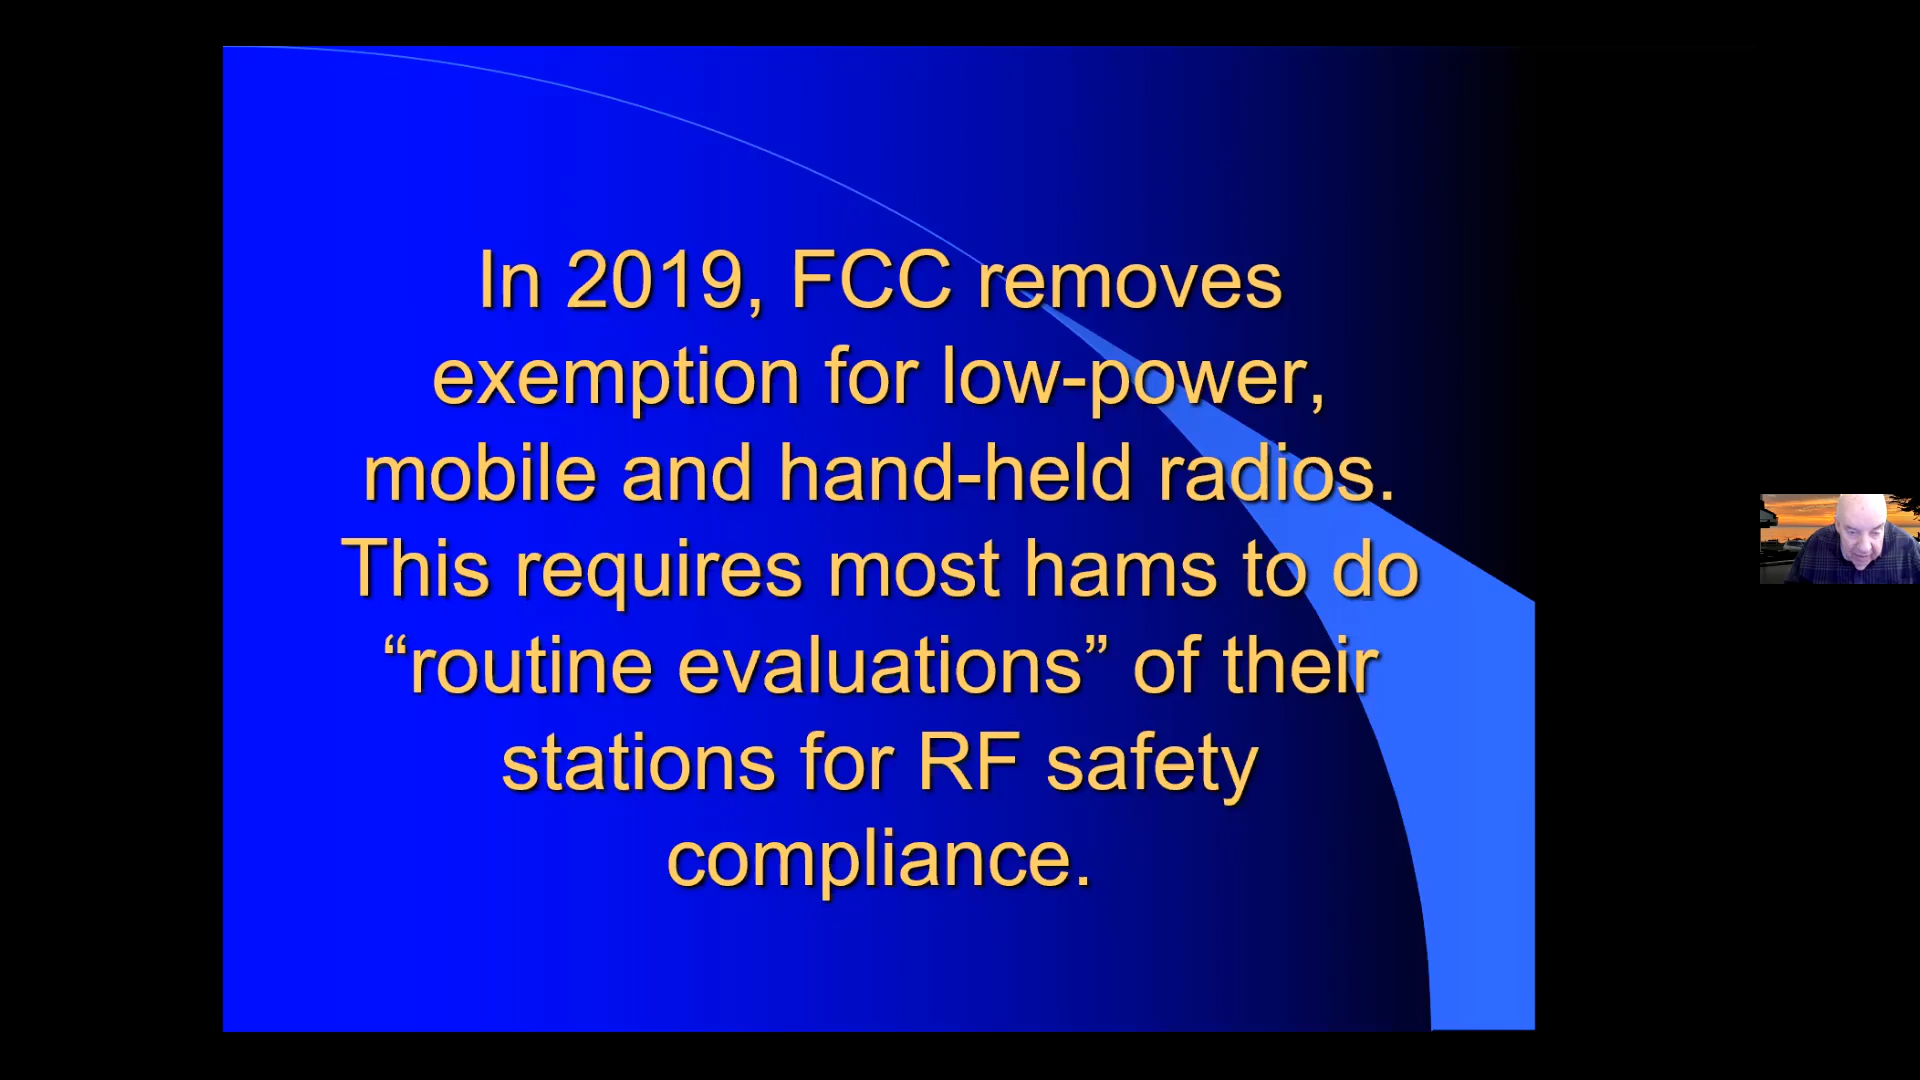 In 2019, FCC removes
exemption for low-power,
mobile and hand-held radios.
This requires most hams to do
“routine evaluations” of their
stations for RF safety
compliance.